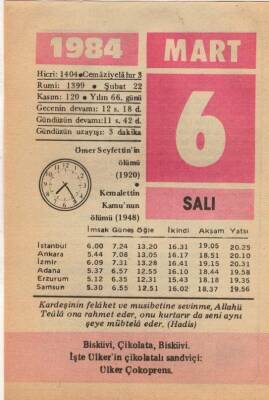 1984
MART
Hicri: 1404●Cemâziyelâhır 3
Rumi: 1399 ● Şubat 22
Kasım: 120 ● Yılın 66. günü
Gecenin devamı: 12 s. 18 d.
Gündüzün devamı:11 s. 42 d.
Gündüzün uzayışı: 3 dakika
6
SALI
Ömer Seyfettin'in
ölümü
(1920)
●
Kemalettin
Kamu'nun
ölümü (1948)
İmsak Güneş Öğle İkindi Akşam Yatsı
İstanbul 6.00 7.24 13.20 16.31 19.05 20.25
Ankara 5.44 7.08 13.05 16.17 18.51 20.10
İzmir 6.09 7.31 13.28 16.41 19.15 20.31
Adana 5.37 6.57 12.55 16.10 18.44 19.58
Erzurum 5.12 6.35 12.31 15.43 18.18 19.35
Samsun 5.30 6.55 12.51 16.02 18.37 19.56
Kardeşinin felâket ve musibetine sevinme, Allahü
Teâlâ ona rahmet eder, onu kurtarır da seni aynı
şeye mübtelâ eder. (Hadis)
Bisküvi, Çikolata, Bisküvi.
İşte Ülker'in çikolatalı sandviçi:
Ülker Çokoprens.